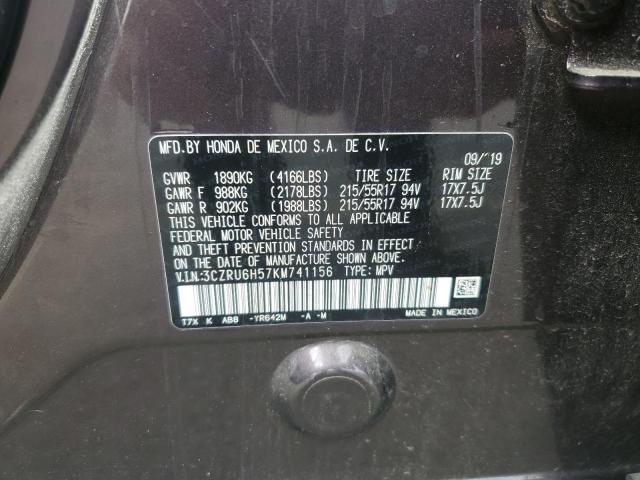 MFD.BY HONDA DE MEXICO S.A. DE C.V.
09/'19
GVWR 1890KG (4166LBS) TIRE SIZE RIM SIZE
GAWR F 988KG (2178LBS) 215/55R17 94V 17X7.5J
GAWR R 902KG (1988LBS) 215/55R17 94V 17X7.5J
THIS VEHICLE CONFORMS TO ALL APPLICABLE
FEDERAL MOTOR VEHICLE SAFETY
AND THEFT PREVENTION STANDARDS IN EFFECT
ON THE DATE OF MANUFACTURE SHOWN ABOVE.
V.I.N:3CZRU6H57KM741156 TYPE: MPV
T7X K AB8 -YR642M -A -M MADE IN MEXICO